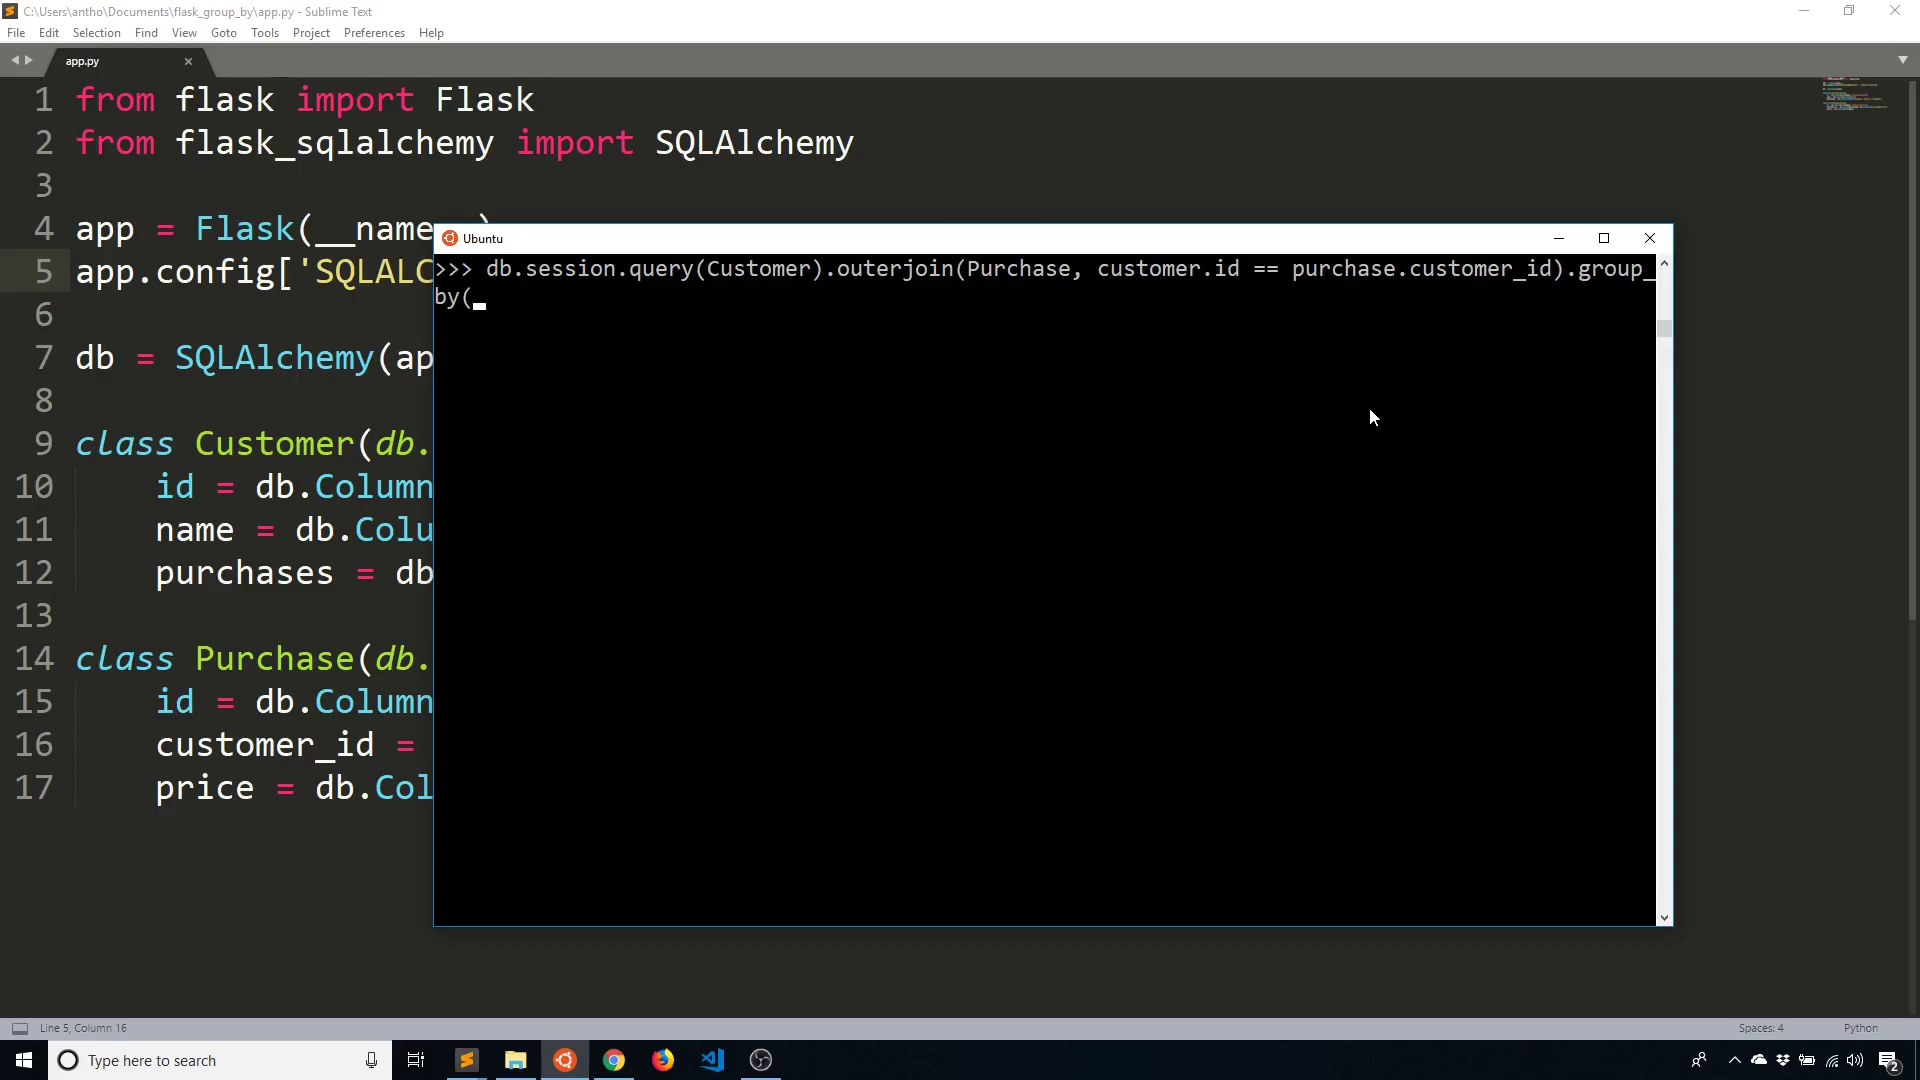 C:\Users\antho\Documents\flask_group_by\app.py - Sublime Text
File Edit Selection Find View Goto Tools Project Preferences Help
app.py
1 from flask import Flask
2 from flask_sqlalchemy import SQLAlchemy
3
4 app = Flask(__name )
5 app.config['SQLALC
6
7 db = SQLAlchemy(ap
8
9 class Customer(db.
10 id = db.Column
11 name = db.Colu
12 purchases = db
13
14 class Purchase(db.
15 id = db.Column
16 customer_id =
17 price = db.Col
Ubuntu
>>> db.session.query(Customer).outerjoin(Purchase, customer.id == purchase.customer_id).group_
by(
Line 5, Column 16
Spaces: 4
Python
Type here to search
2